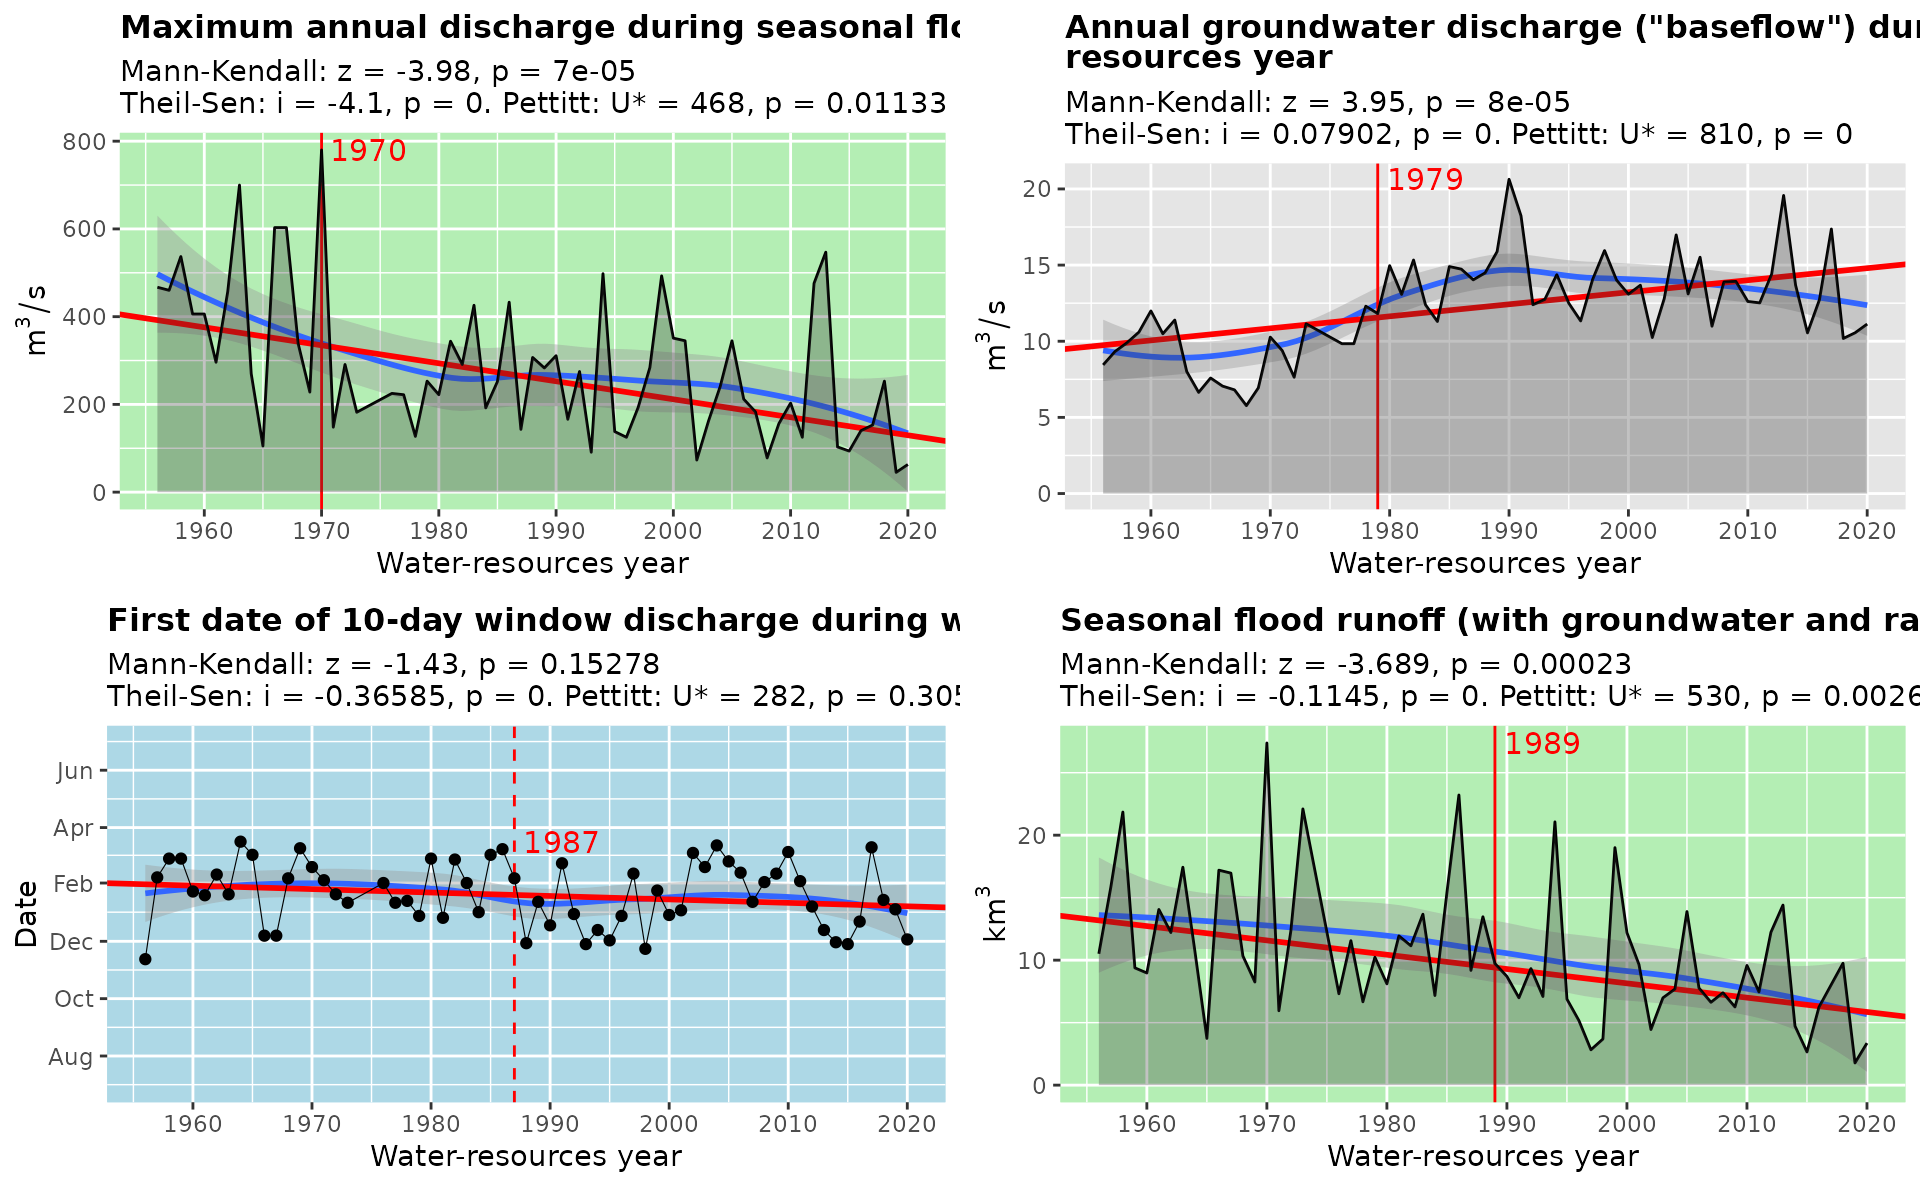 Maximum annual discharge during seasonal
Mann-Kendall: z = -3.98, p = 7e-05
Theil-Sen: i = -4.1, p = 0. Pettitt: U* = 468, p = 0.01133
800
600
400
200
0
m³/s
1970
1960 1970 1980 1990 2000 2010 2020
Water-resources year
Annual groundwater discharge ("baseflow")
resources year
Mann-Kendall: z = 3.95, p = 8e-05
Theil-Sen: i = 0.07902, p = 0. Pettitt: U* = 810, p = 0
20
15
10
5
0
m³/s
1979
1960 1970 1980 1990 2000 2010 2020
Water-resources year
First date of 10-day window discharge during
Mann-Kendall: z = -1.43, p = 0.15278
Theil-Sen: i = -0.36585, p = 0. Pettitt: U* = 282, p = 0.305
Jun
Apr
Feb
Dec
Oct
Aug
Date
1987
1960 1970 1980 1990 2000 2010 2020
Water-resources year
Seasonal flood runoff (with groundwater and
Mann-Kendall: z = -3.689, p = 0.00023
Theil-Sen: i = -0.1145, p = 0. Pettitt: U* = 530, p = 0.0026
20
10
0
km³
1989
1960 1970 1980 1990 2000 2010 2020
Water-resources year